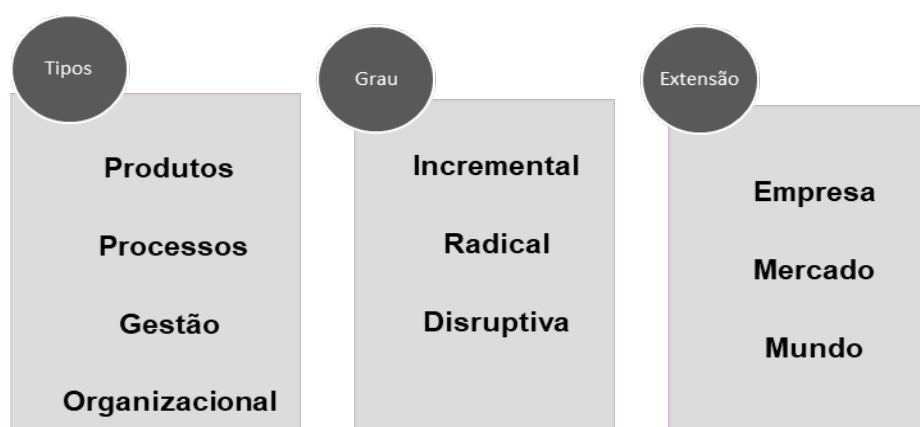 Tipos
Produtos
Processos
Gestão
Organizacional
Grau
Incremental
Radical
Disruptiva
Extensão
Empresa
Mercado
Mundo